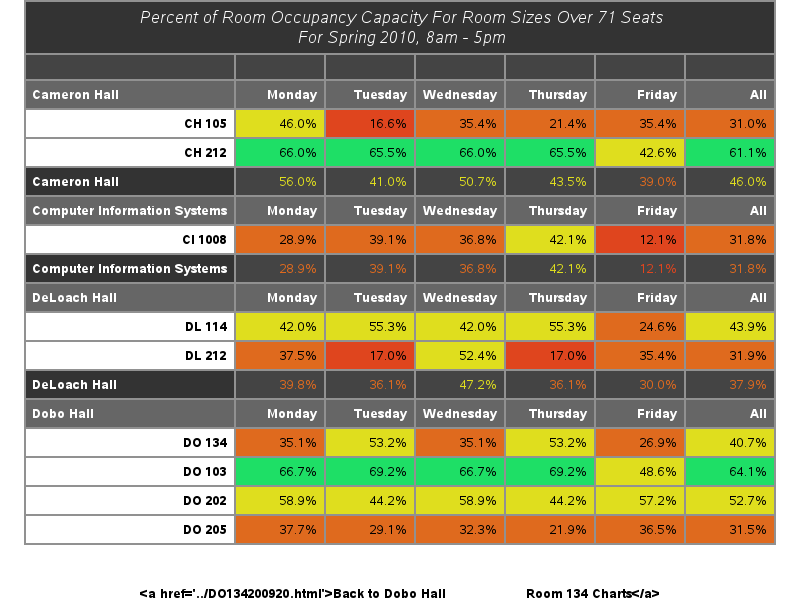 Percent of Room Occupancy Capacity For Room Sizes Over 71 Seats
For Spring 2010, 8am - 5pm
Cameron Hall Monday Tuesday Wednesday Thursday Friday All
CH 105 46.0% 16.6% 35.4% 21.4% 35.4% 31.0%
CH 212 66.0% 65.5% 66.0% 65.5% 42.6% 61.1%
Cameron Hall 56.0% 41.0% 50.7% 43.5% 39.0% 46.0%
Computer Information Systems Monday Tuesday Wednesday Thursday Friday All
CI 1008 28.9% 39.1% 36.8% 42.1% 12.1% 31.8%
Computer Information Systems 28.9% 39.1% 36.8% 42.1% 12.1% 31.8%
DeLoach Hall Monday Tuesday Wednesday Thursday Friday All
DL 114 42.0% 55.3% 42.0% 55.3% 24.6% 43.9%
DL 212 37.5% 17.0% 52.4% 17.0% 35.4% 31.9%
DeLoach Hall 39.8% 36.1% 47.2% 36.1% 30.0% 37.9%
Dobo Hall Monday Tuesday Wednesday Thursday Friday All
DO 134 35.1% 53.2% 35.1% 53.2% 26.9% 40.7%
DO 103 66.7% 69.2% 66.7% 69.2% 48.6% 64.1%
DO 202 58.9% 44.2% 58.9% 44.2% 57.2% 52.7%
DO 205 37.7% 29.1% 32.3% 21.9% 36.5% 31.5%
<a href='../DO134200920.html'>Back to Dobo Hall Room 134 Charts</a>